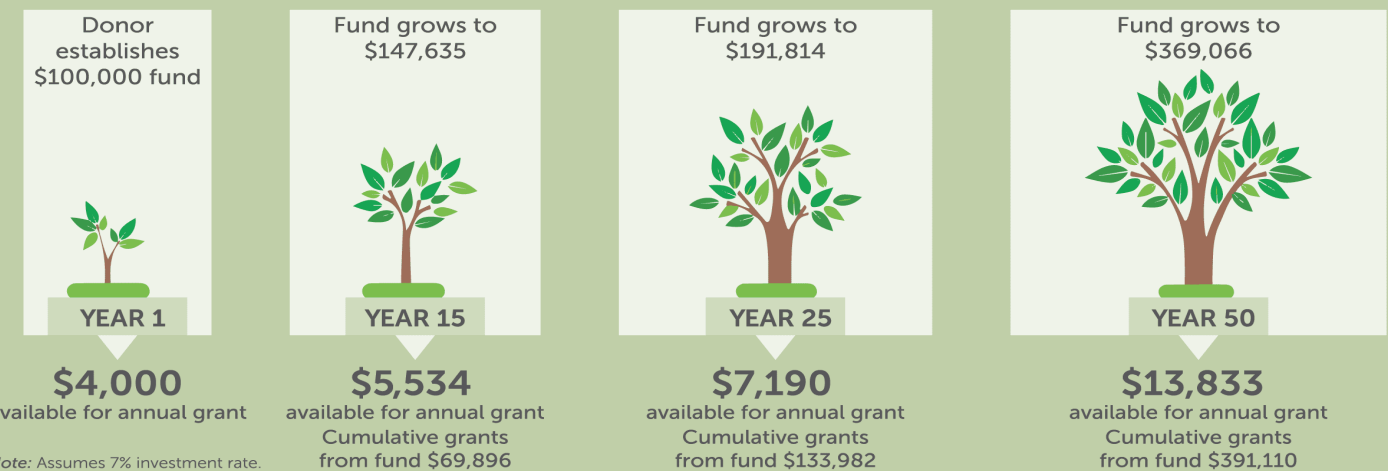 Donor
establishes
$100,000 fund
YEAR 1
$4,000
vailable for annual grant
ote: Assumes 7% investment rate.
Fund grows to
$147,635
YEAR 15
$5,534
available for annual grant
Cumulative grants
from fund $69,896
Fund grows to
$191,814
YEAR 25
$7,190
available for annual grant
Cumulative grants
from fund $133,982
Fund grows to
$369,066
YEAR 50
$13,833
available for annual grant
Cumulative grants
from fund $391,110